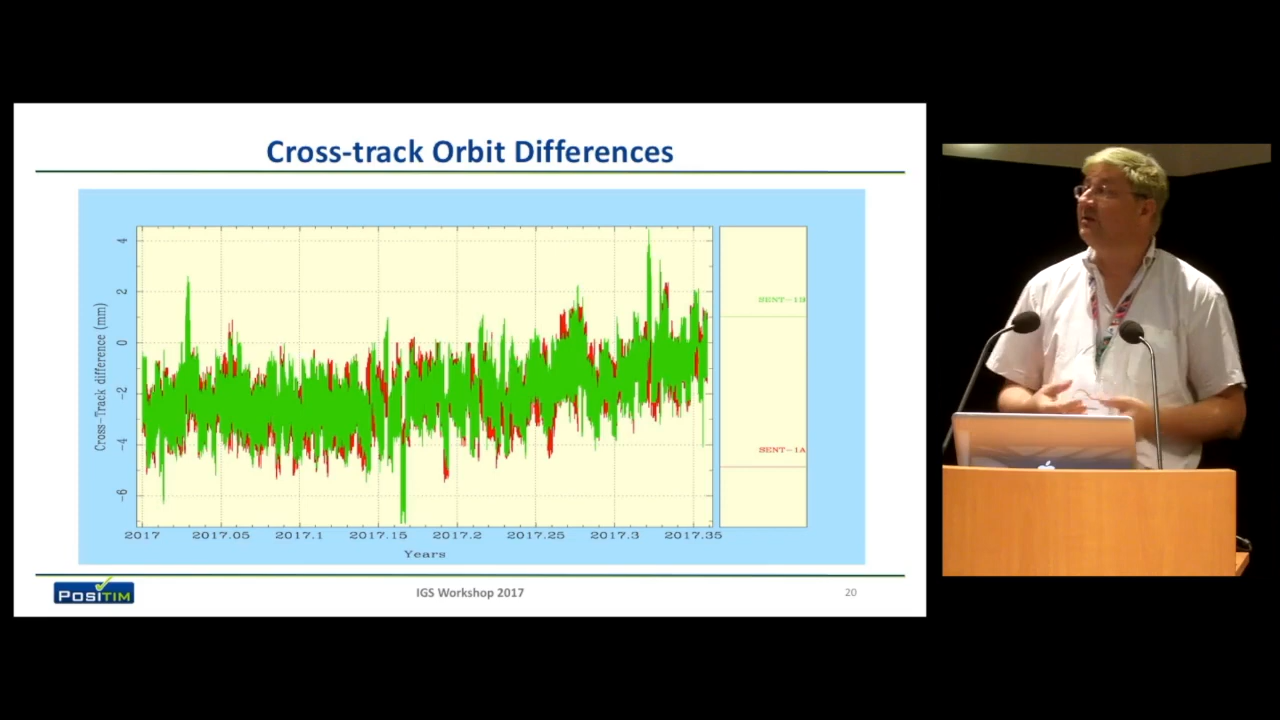 Cross-track Orbit Differences
Cross-Track difference (mm)
4
2
0
-2
-4
-6
2017 2017.05 2017.1 2017.15 2017.2 2017.25 2017.3 2017.35
Years
SENT-1B
SENT-1A
POSITIM
IGS Workshop 2017
20